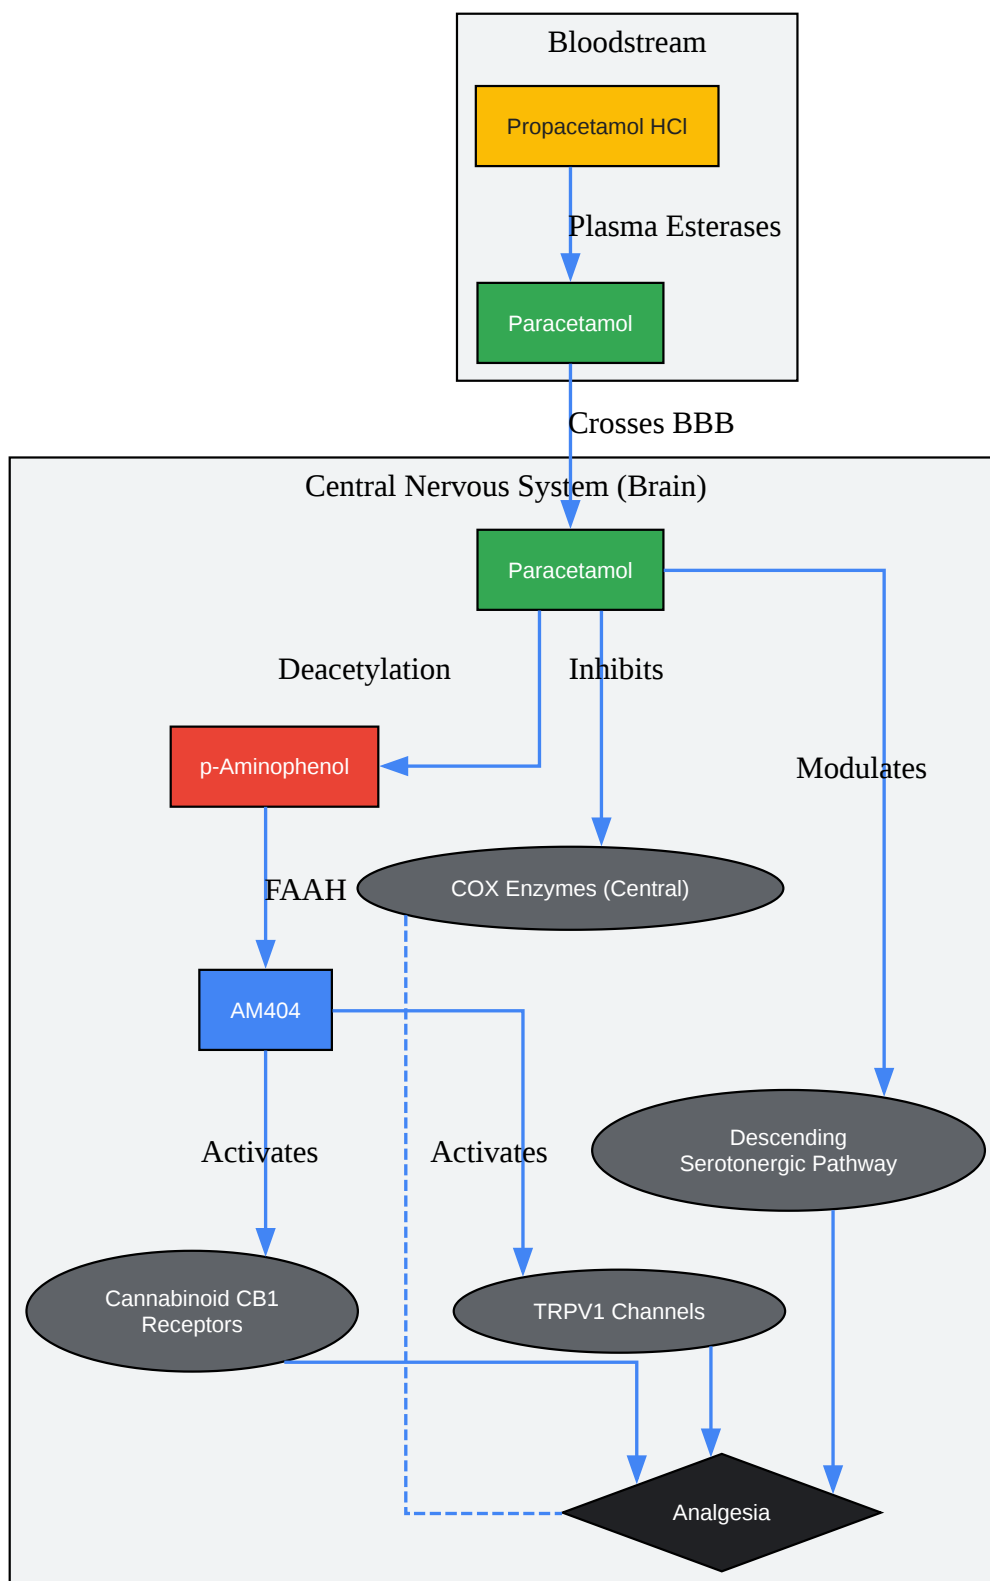 Bloodstream
Propacetamol HCl
Plasma Esterases
Paracetamol
Crosses BBB
Central Nervous System (Brain)
Paracetamol
Deacetylation
Inhibits
p-Aminophenol
Modulates
FAAH
COX Enzymes (Central)
AM404
Activates
Activates
Descending
Serotonergic Pathway
Cannabinoid CB1
Receptors
TRPV1 Channels
Analgesia